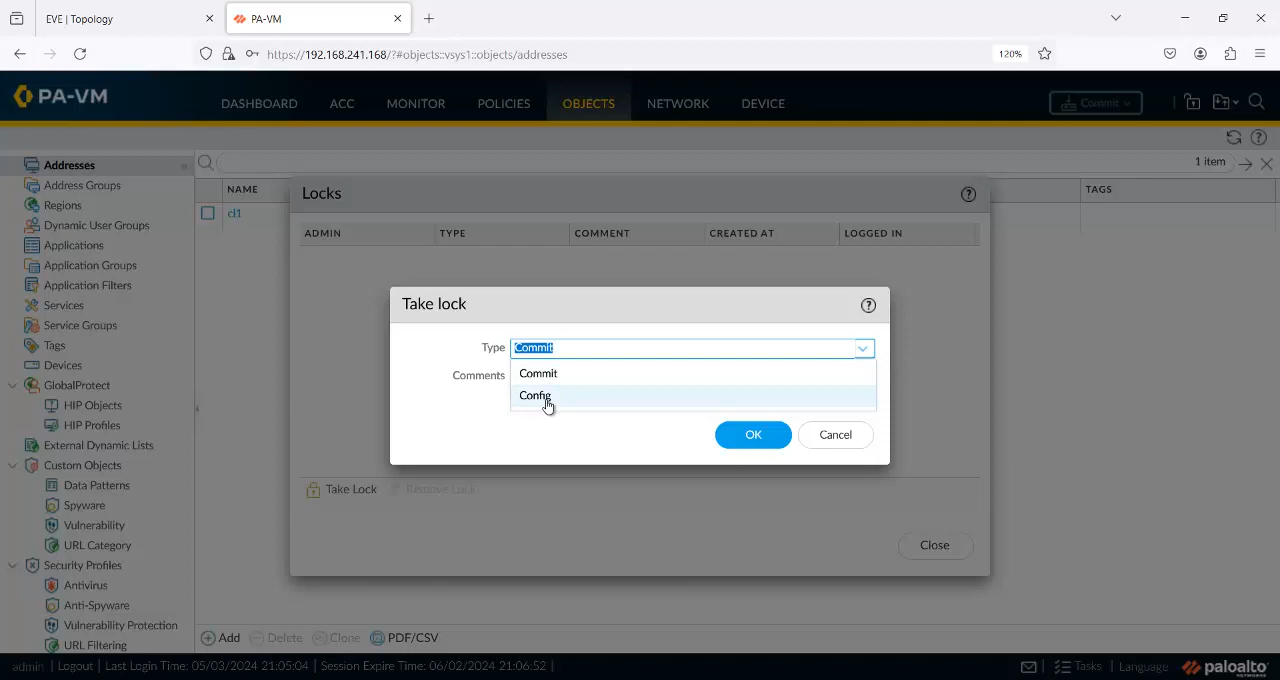 EVE | Topology
PA-VM
https://192.168.241.168/?#objects::vsys1::objects/addresses
120%
PA-VM
DASHBOARD
ACC
MONITOR
POLICIES
OBJECTS
NETWORK
DEVICE
Commit
Addresses
Address Groups
Regions
Dynamic User Groups
Applications
Application Groups
Application Filters
Services
Service Groups
Tags
Devices
GlobalProtect
HIP Objects
HIP Profiles
External Dynamic Lists
Custom Objects
Data Patterns
Spyware
Vulnerability
URL Category
Security Profiles
Antivirus
Anti-Spyware
Vulnerability Protection
URL Filtering
1 item
NAME
TAGS
cl1
Locks
ADMIN
TYPE
COMMENT
CREATED AT
LOGGED IN
Take lock
Type
Commit
Comments
Commit
Config
OK
Cancel
Take Lock
Remove Lock
Close
Add
Delete
Clone
PDF/CSV
admin | Logout | Last Login Time: 05/03/2024 21:05:04 | Session Expire Time: 06/02/2024 21:06:52 |
Tasks | Language
paloalto